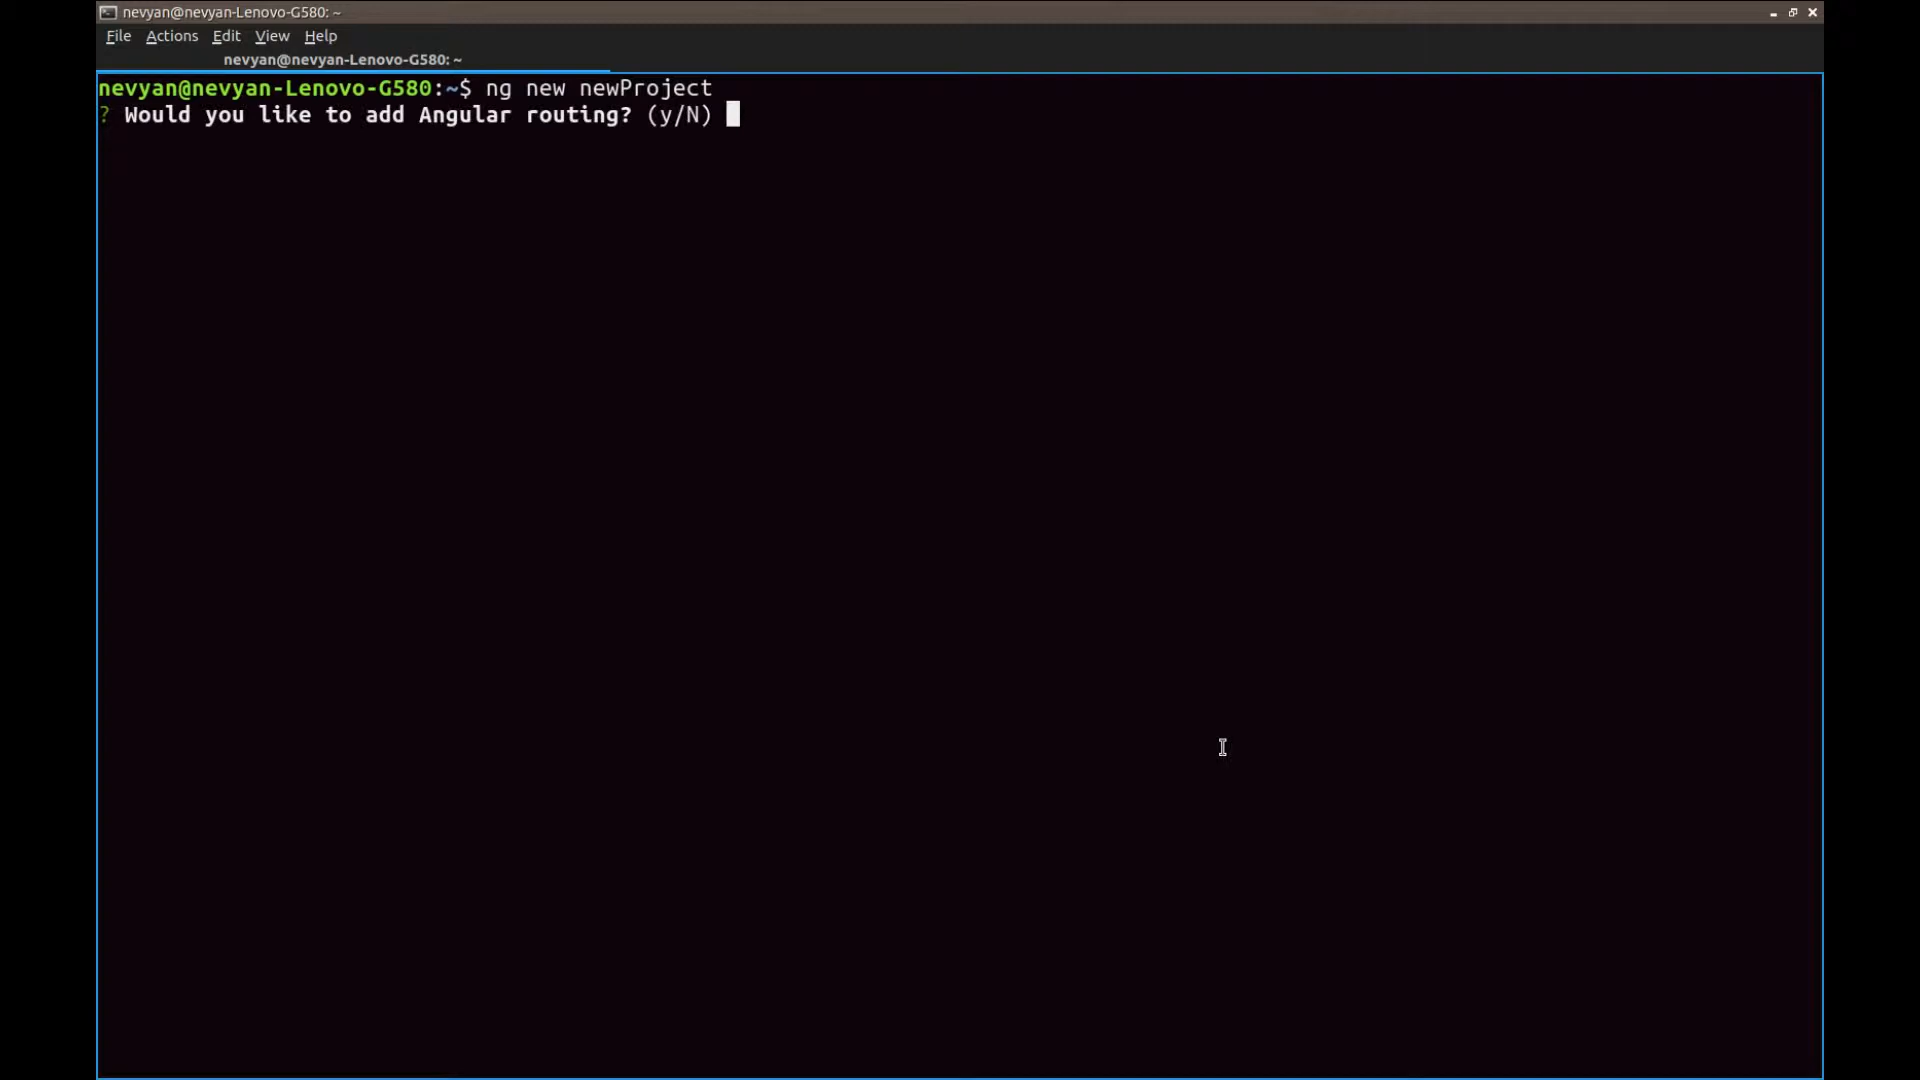 nevyan@nevyan-Lenovo-G580: ~
File Actions Edit View Help
nevyan@nevyan-Lenovo-G580: ~
nevyan@nevyan-Lenovo-G580:~$ ng new newProject
? Would you like to add Angular routing? (y/N)